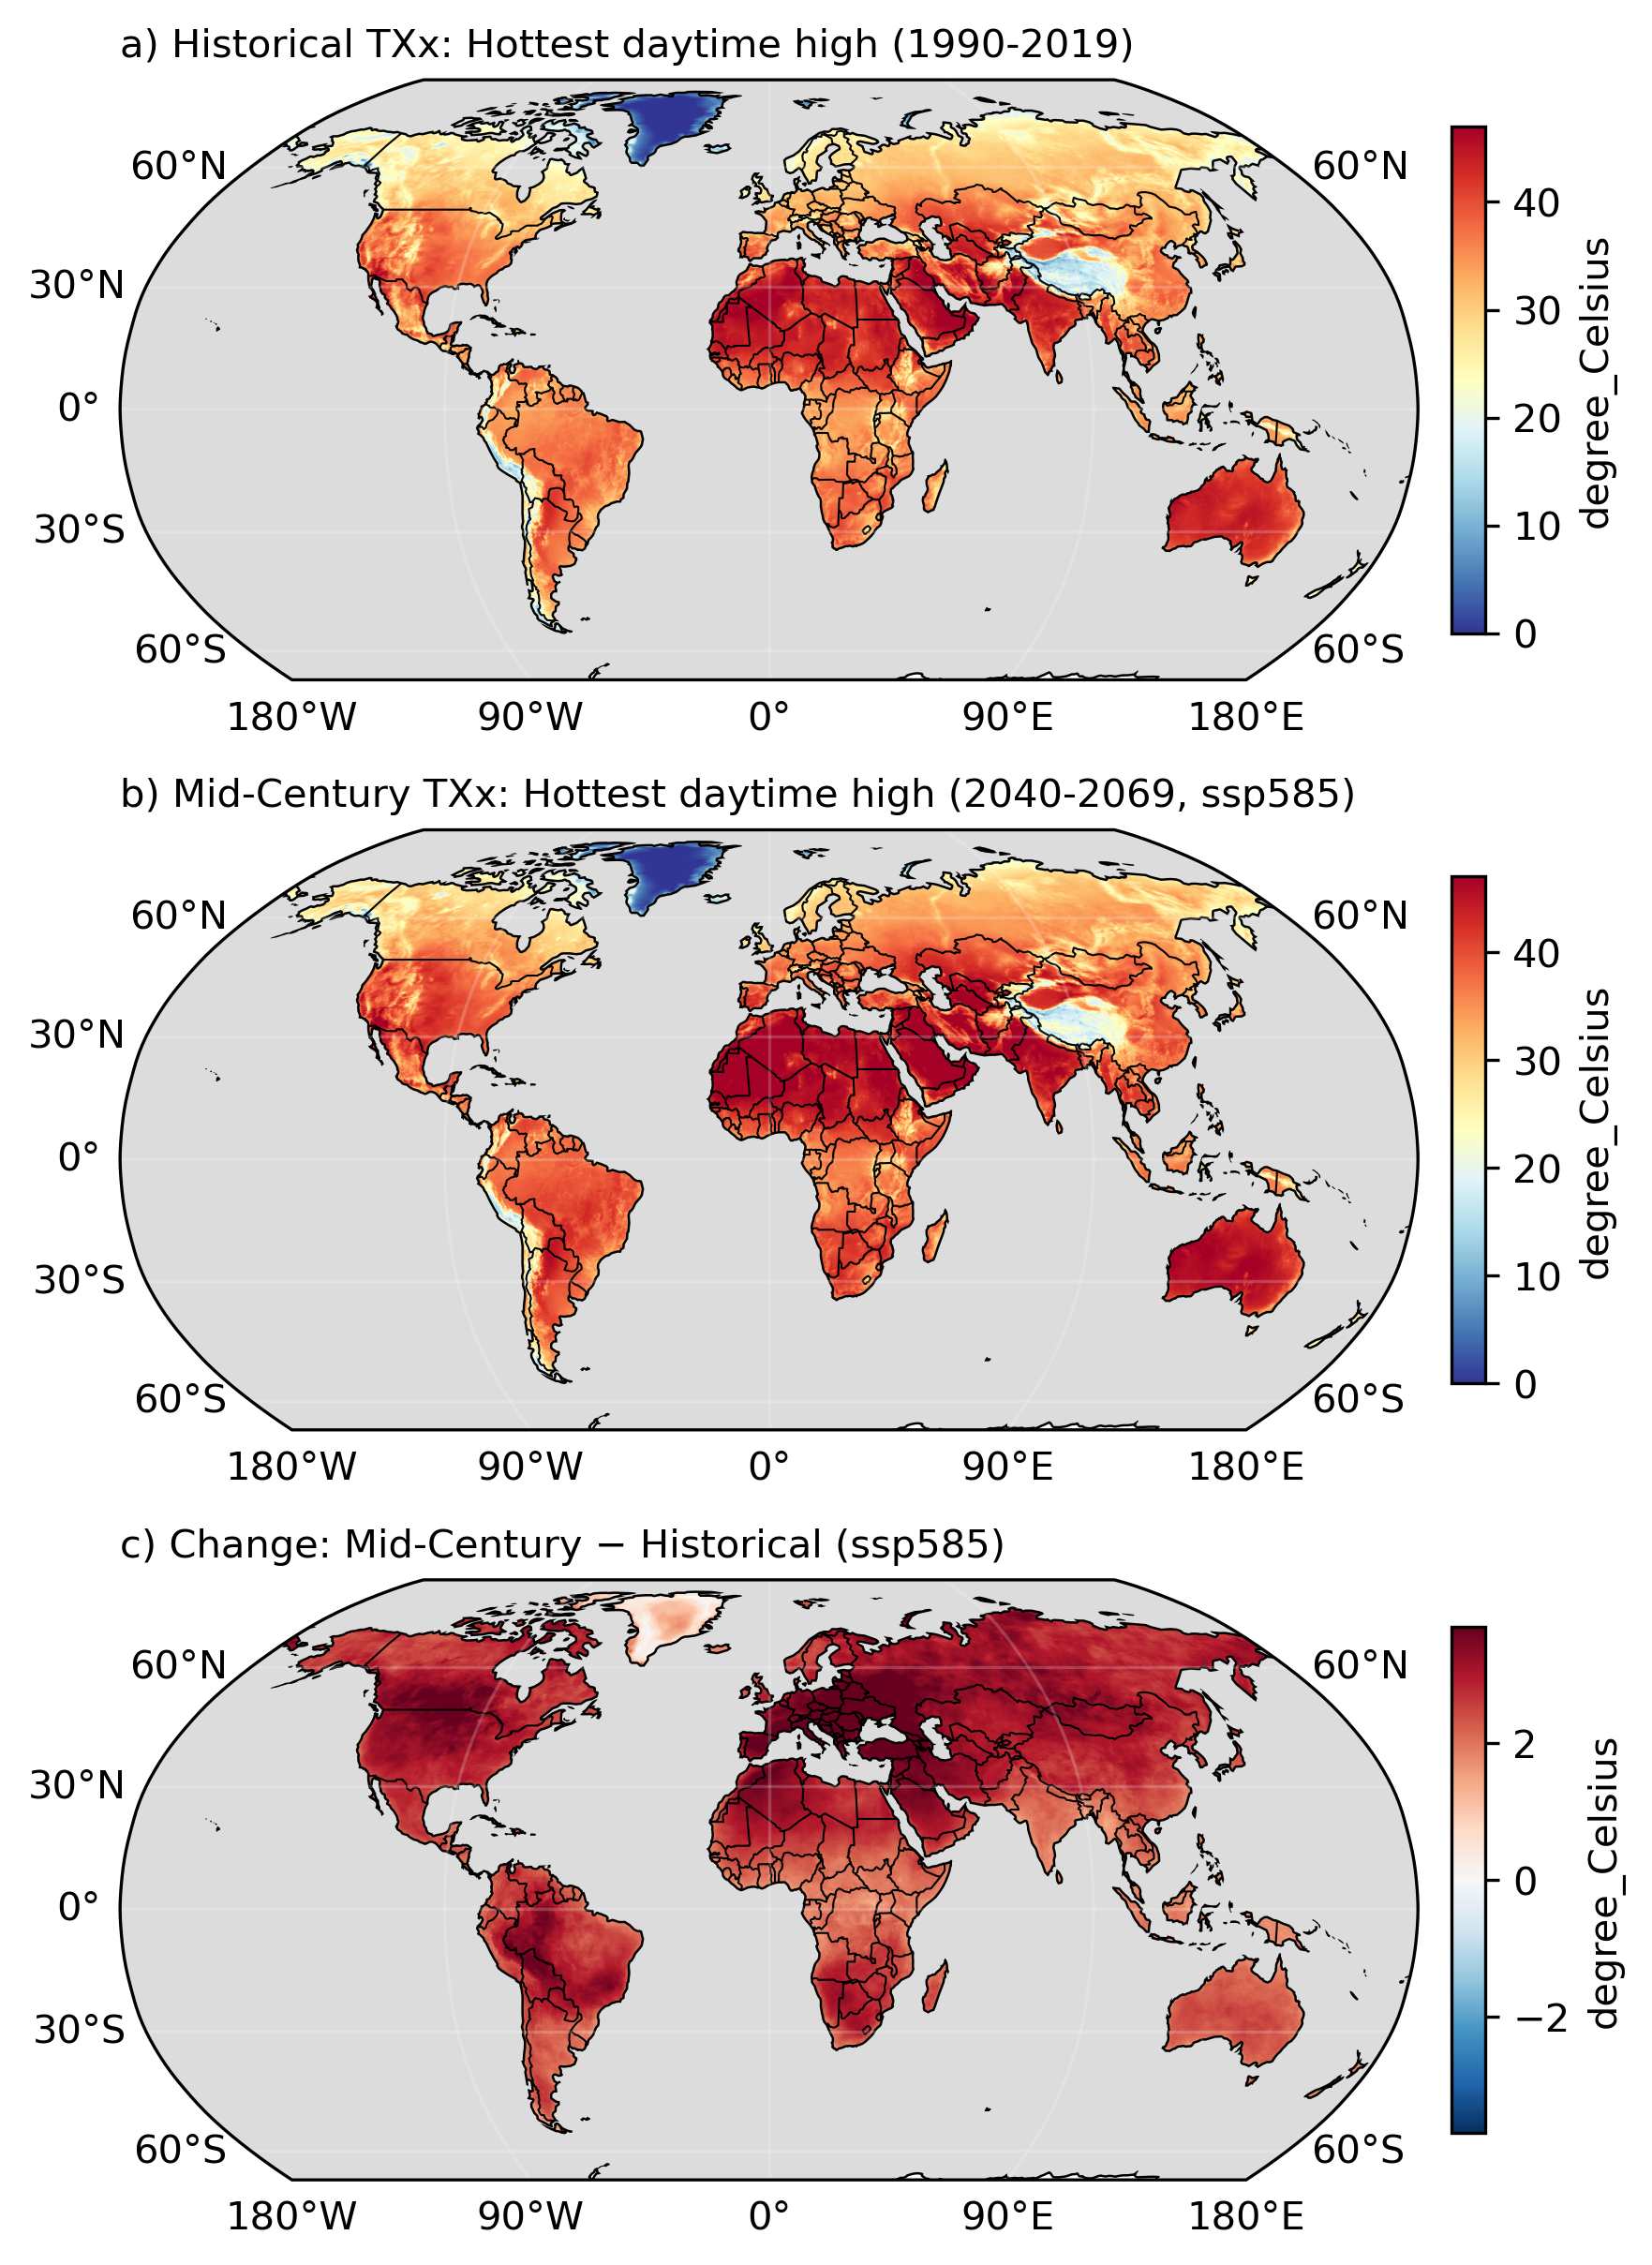 a) Historical TXx: Hottest daytime high (1990-2019)
60°N
60°N
30°N
0°
30°S
60°S
60°S
180°W
90°W
0°
90°E
180°E
40
30
20
10
0
degree_Celsius
b) Mid-Century TXx: Hottest daytime high (2040-2069, ssp585)
60°N
60°N
30°N
0°
30°S
60°S
60°S
180°W
90°W
0°
90°E
180°E
40
30
20
10
0
degree_Celsius
c) Change: Mid-Century − Historical (ssp585)
60°N
60°N
30°N
0°
30°S
60°S
60°S
180°W
90°W
0°
90°E
180°E
2
0
−2
degree_Celsius